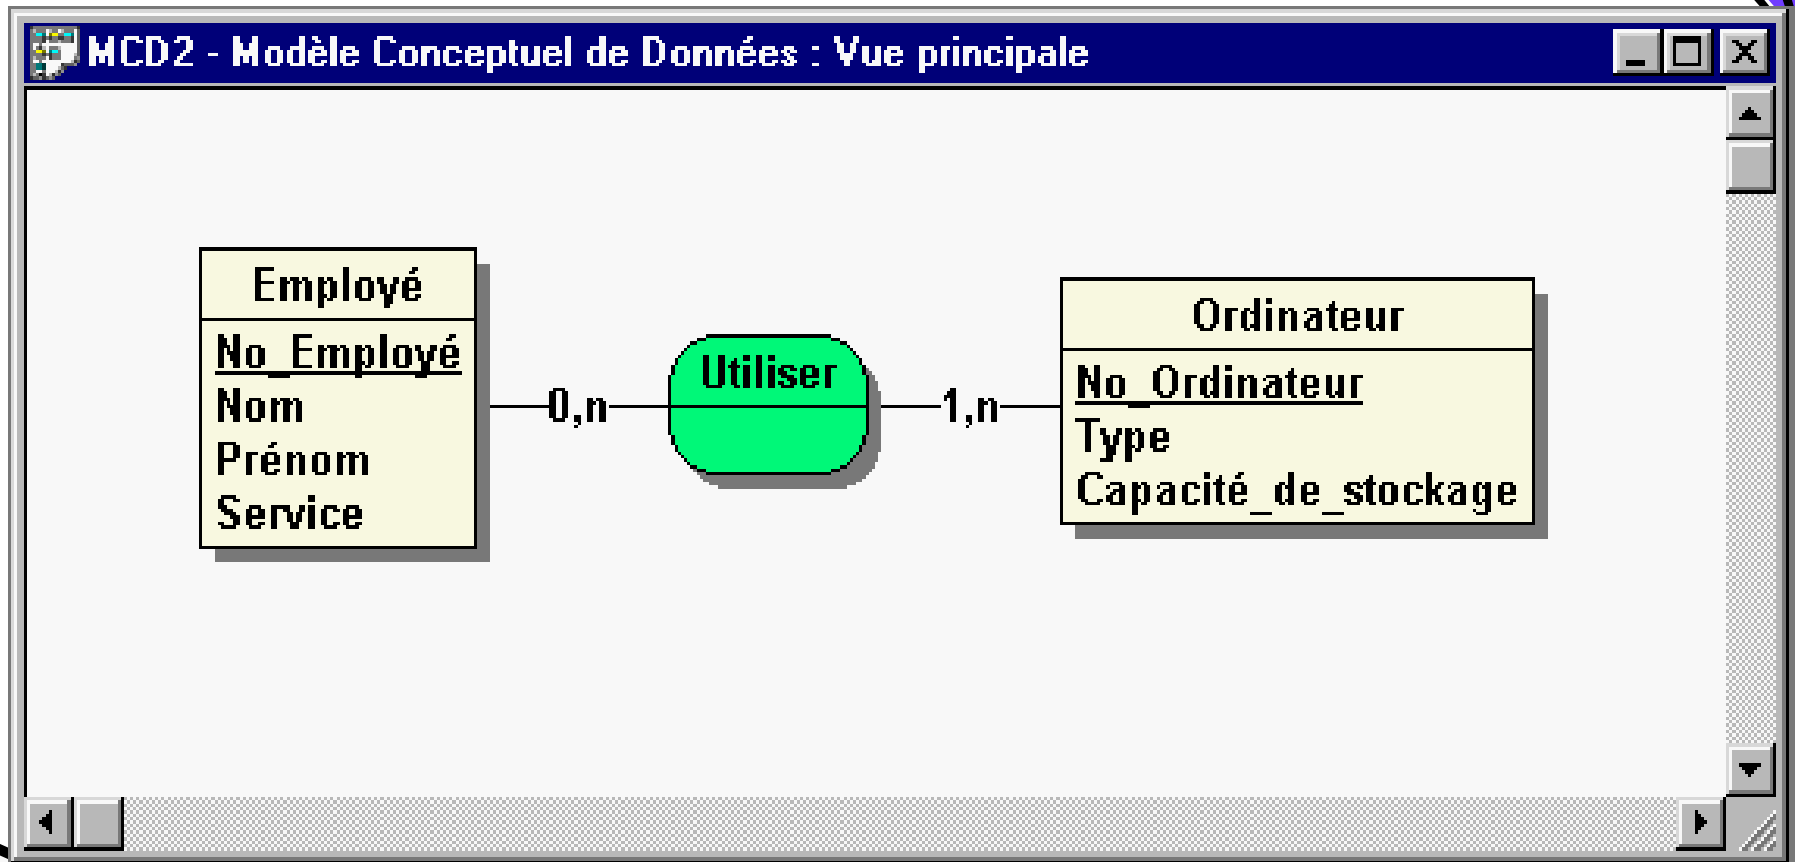 MCD2 - Modèle Conceptuel de Données : Vue principale
Employé
No_Employé
Nom
Prénom
Service
0,n
Utiliser
1,n
Ordinateur
No_Ordinateur
Type
Capacité_de_stockage